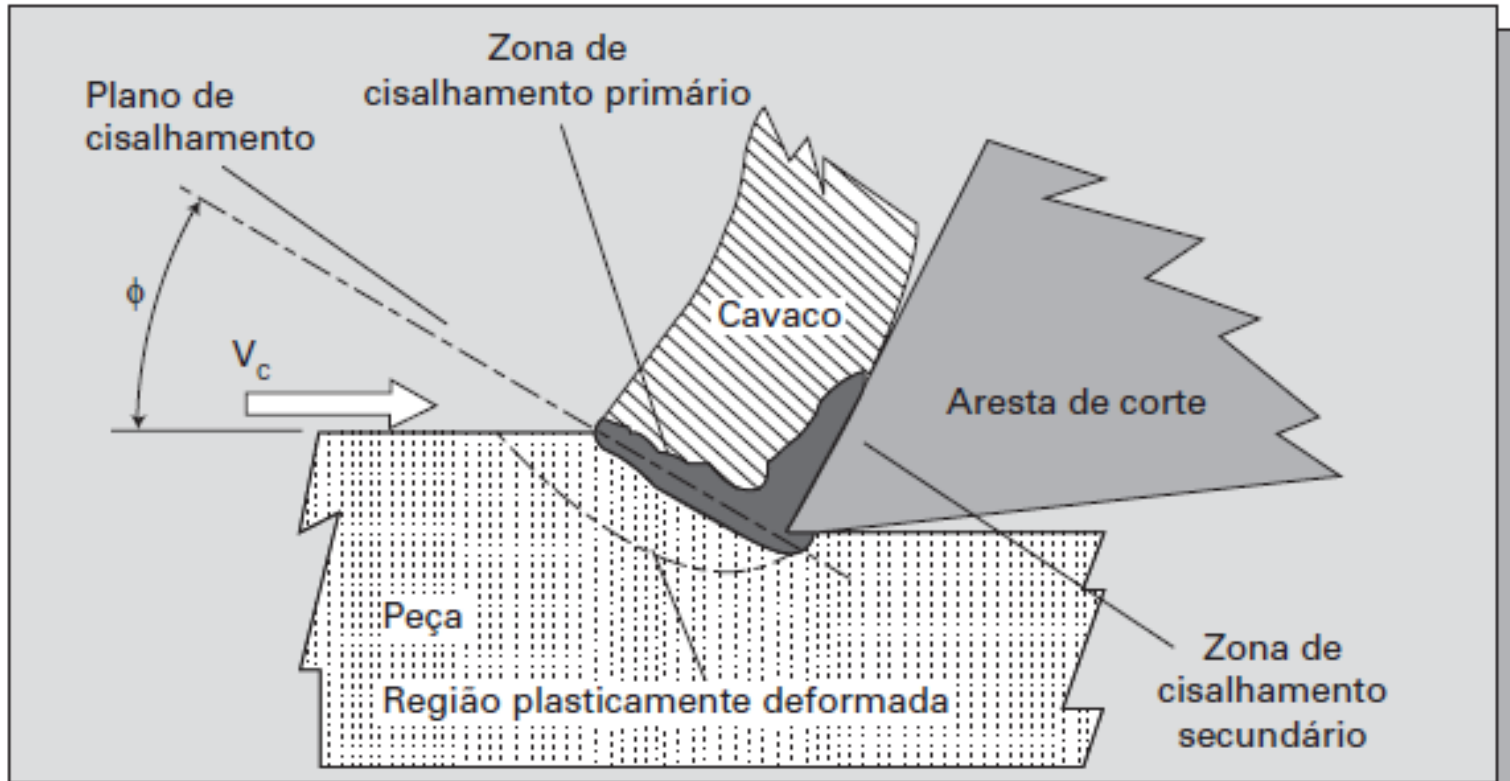 Zona de
cisalhamento primário
Plano de
cisalhamento
ϕ
V_c
Cavaco
Aresta de corte
Peça
Região plasticamente deformada
Zona de
cisalhamento
secundário